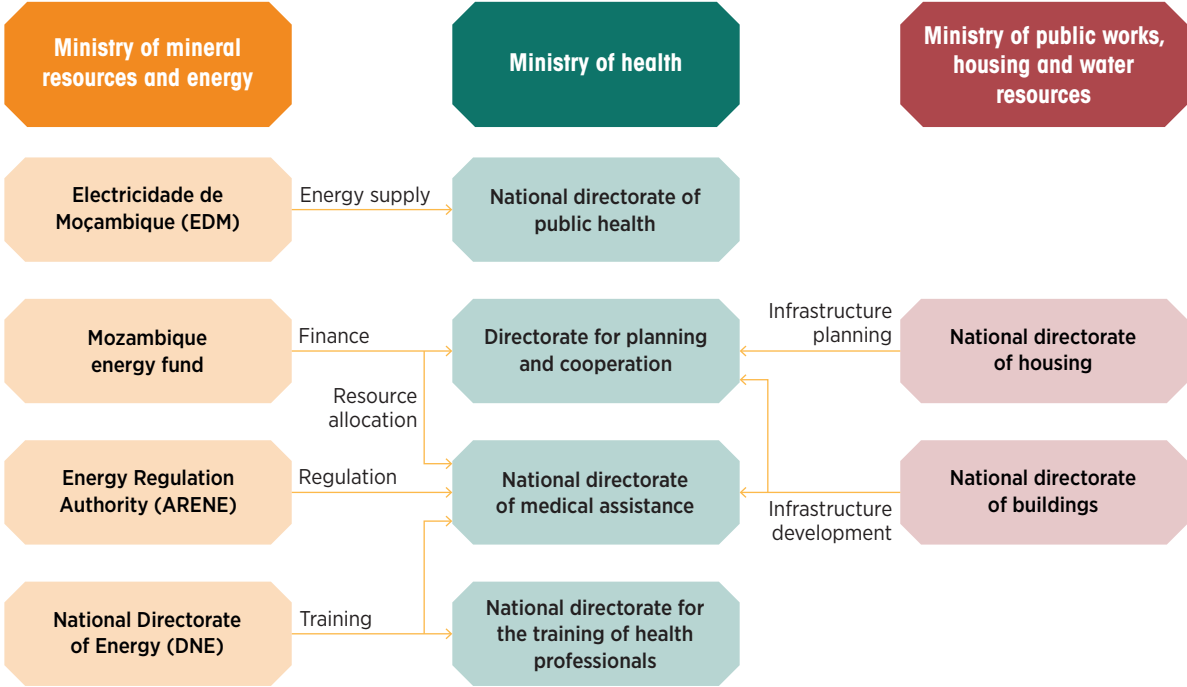 Ministry of mineral
resources and energy
Ministry of health
Ministry of public works,
housing and water
resources
Electricidade de
Moçambique (EDM)
Energy supply
National directorate of
public health
Mozambique
energy fund
Finance
Resource
allocation
Directorate for planning
and cooperation
Infrastructure
planning
National directorate
of housing
Energy Regulation
Authority (ARENE)
Regulation
National directorate
of medical assistance
Infrastructure
development
National directorate
of buildings
National Directorate
of Energy (DNE)
Training
National directorate for
the training of health
professionals